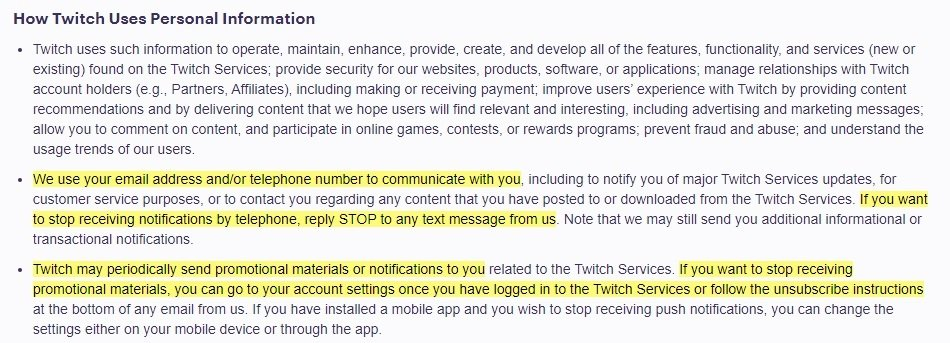 How Twitch Uses Personal Information
• Twitch uses such information to operate, maintain, enhance, provide, create, and develop all of the features, functionality, and services (new or
existing) found on the Twitch Services; provide security for our websites, products, software, or applications; manage relationships with Twitch
account holders (e.g., Partners, Affiliates), including making or receiving payment; improve users’ experience with Twitch by providing content
recommendations and by delivering content that we hope users will find relevant and interesting, including advertising and marketing messages;
allow you to comment on content, and participate in online games, contests, or rewards programs; prevent fraud and abuse; and understand the
usage trends of our users.
• We use your email address and/or telephone number to communicate with you, including to notify you of major Twitch Services updates, for
customer service purposes, or to contact you regarding any content that you have posted to or downloaded from the Twitch Services. If you want
to stop receiving notifications by telephone, reply STOP to any text message from us. Note that we may still send you additional informational or
transactional notifications.
• Twitch may periodically send promotional materials or notifications to you related to the Twitch Services. If you want to stop receiving
promotional materials, you can go to your account settings once you have logged in to the Twitch Services or follow the unsubscribe instructions
at the bottom of any email from us. If you have installed a mobile app and you wish to stop receiving push notifications, you can change the
settings either on your mobile device or through the app.